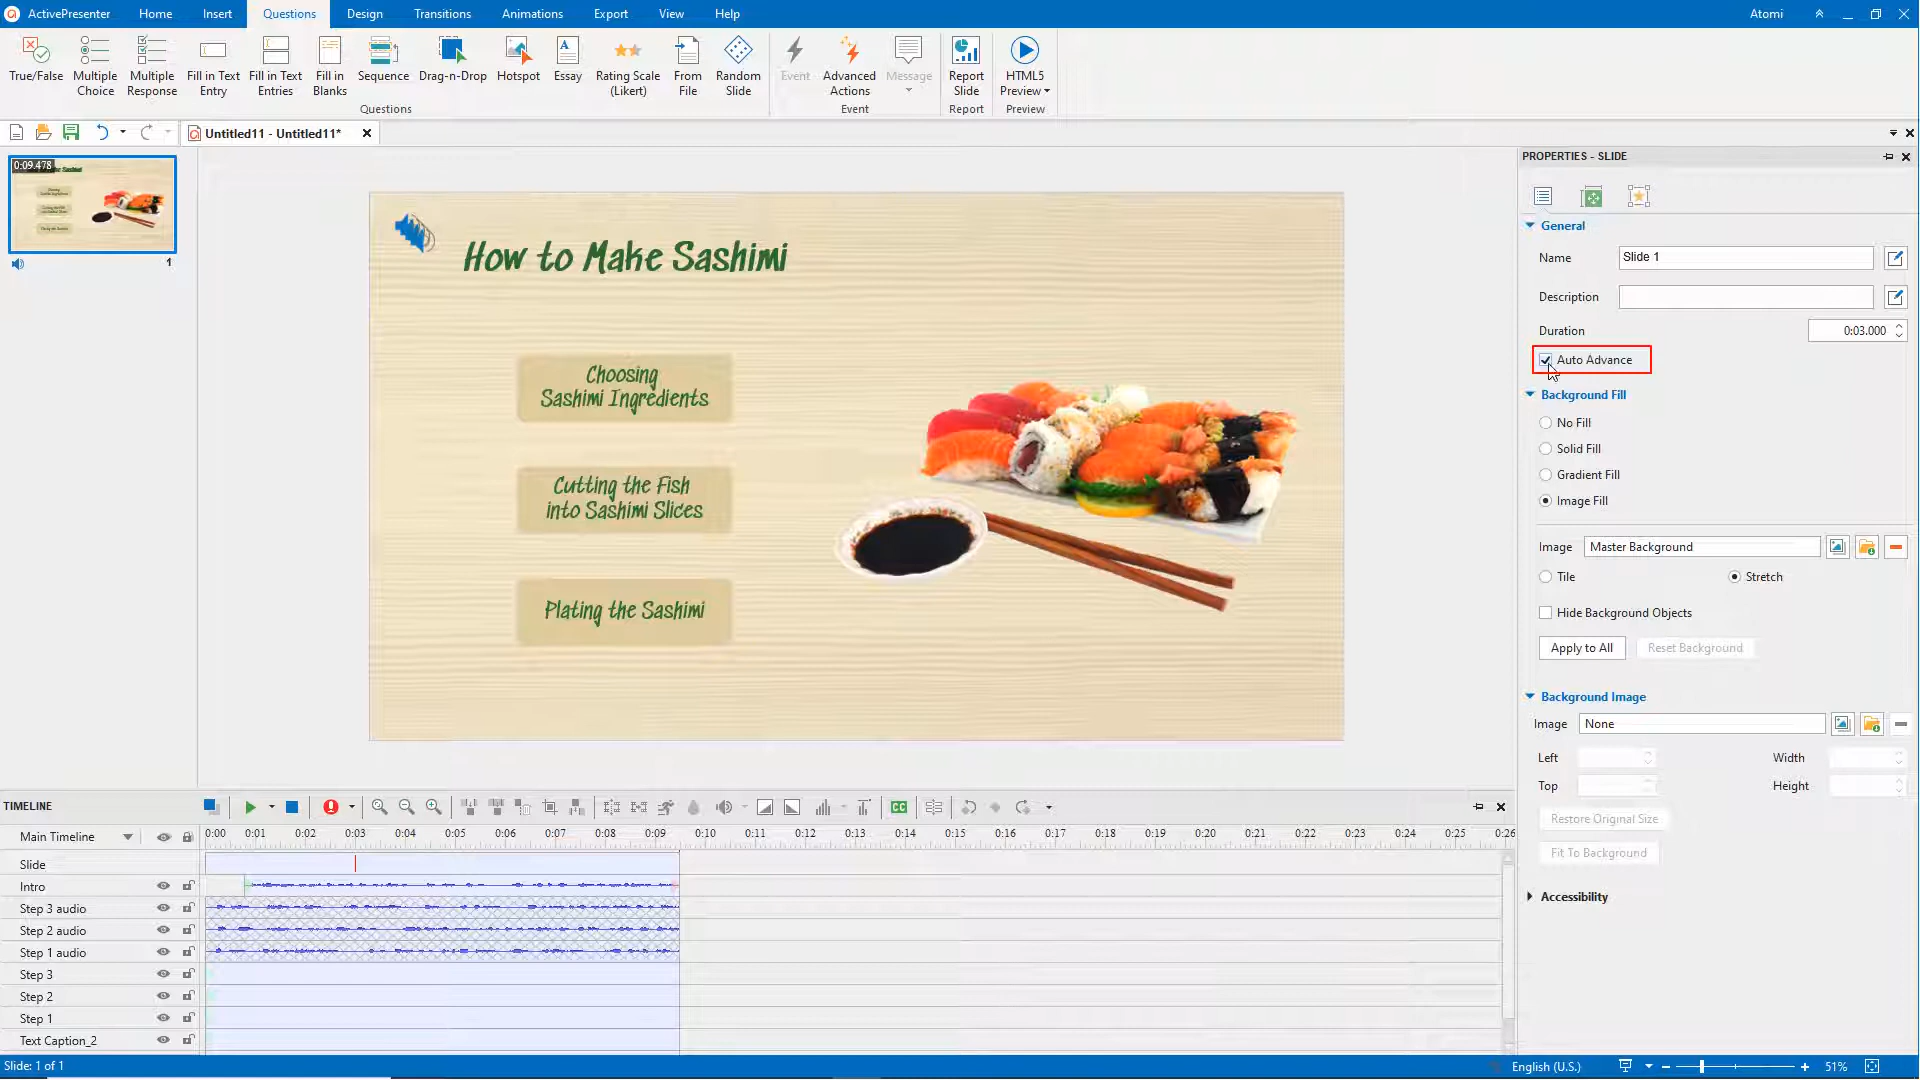 ActivePresenter Home Insert Questions Design Transitions Animations Export View Help Atomi
True/False Multiple Choice Multiple Response Fill in Text Entry Fill in Text Entries Fill in Blanks Sequence Drag-n-Drop Hotspot Essay Rating Scale (Likert) From File Random Slide Event Advanced Actions Message Report Slide HTML5 Preview
Questions Event Report Preview
Untitled11 - Untitled11*
0:09.478
1
How to Make Sashimi
Choosing
Sashimi Ingredients
Cutting the Fish
into Sashimi Slices
Plating the Sashimi
PROPERTIES - SLIDE
General
Name Slide 1
Description
Duration 0:03.000
Auto Advance
Background Fill
No Fill
Solid Fill
Gradient Fill
Image Fill
Image Master Background
Tile Stretch
Hide Background Objects
Apply to All Reset Background
Background Image
Image None
Left Width
Top Height
Restore Original Size
Fit To Background
Accessibility
TIMELINE CC
Main Timeline 0:00 0:01 0:02 0:03 0:04 0:05 0:06 0:07 0:08 0:09 0:10 0:11 0:12 0:13 0:14 0:15 0:16 0:17 0:18 0:19 0:20 0:21 0:22 0:23 0:24 0:25 0:26
Slide
Intro
Step 3 audio
Step 2 audio
Step 1 audio
Step 3
Step 2
Step 1
Text Caption_2
Slide: 1 of 1 English (U.S.) 51%